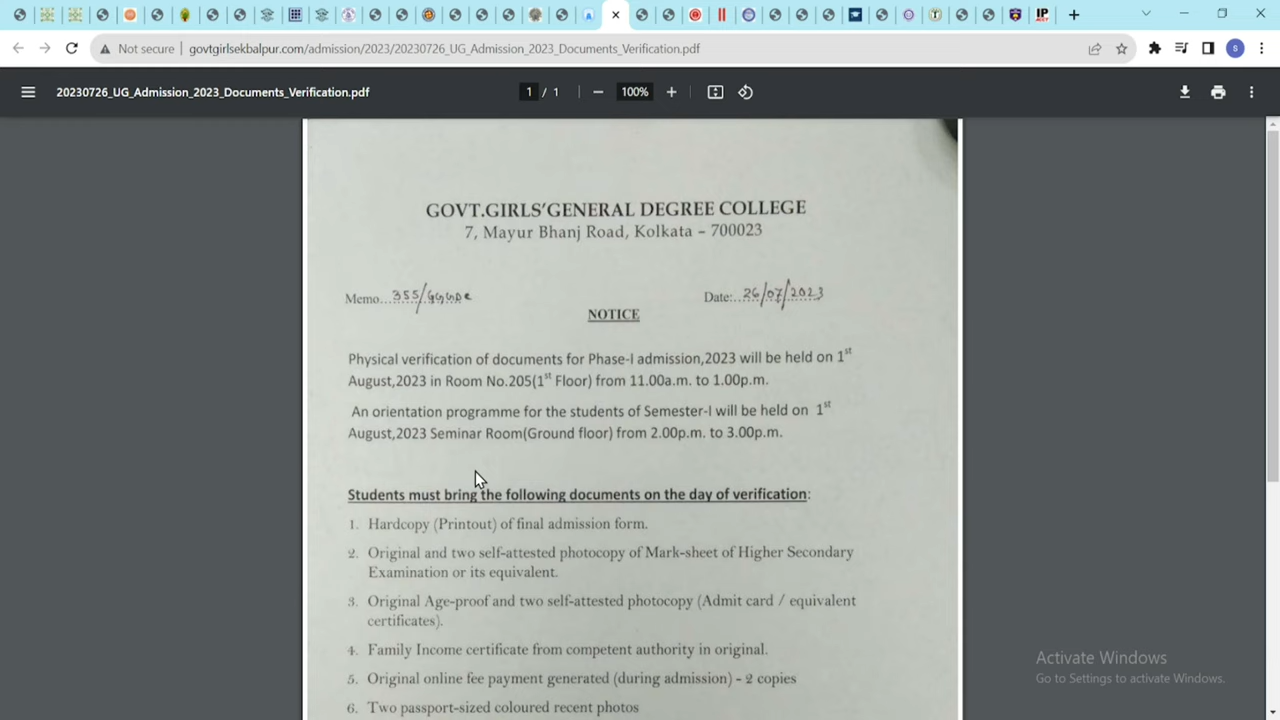 Not secure | govtgirlsekbalpur.com/admission/2023/20230726_UG_Admission_2023_Documents_Verification.pdf
IP
S
20230726_UG_Admission_2023_Documents_Verification.pdf
1 / 1
100%
GOVT.GIRLS'GENERAL DEGREE COLLEGE
7, Mayur Bhanj Road, Kolkata – 700023
Memo...355/GGGDC
Date:..26/07/2023
NOTICE
Physical verification of documents for Phase-I admission,2023 will be held on 1st
August,2023 in Room No.205(1st Floor) from 11.00a.m. to 1.00p.m.
An orientation programme for the students of Semester-I will be held on 1st
August,2023 Seminar Room(Ground floor) from 2.00p.m. to 3.00p.m.
Students must bring the following documents on the day of verification:
1. Hardcopy (Printout) of final admission form.
2. Original and two self-attested photocopy of Mark-sheet of Higher Secondary
Examination or its equivalent.
3. Original Age-proof and two self-attested photocopy (Admit card / equivalent
certificates).
4. Family Income certificate from competent authority in original.
5. Original online fee payment generated (during admission) - 2 copies
6. Two passport-sized coloured recent photos
Activate Windows
Go to Settings to activate Windows.